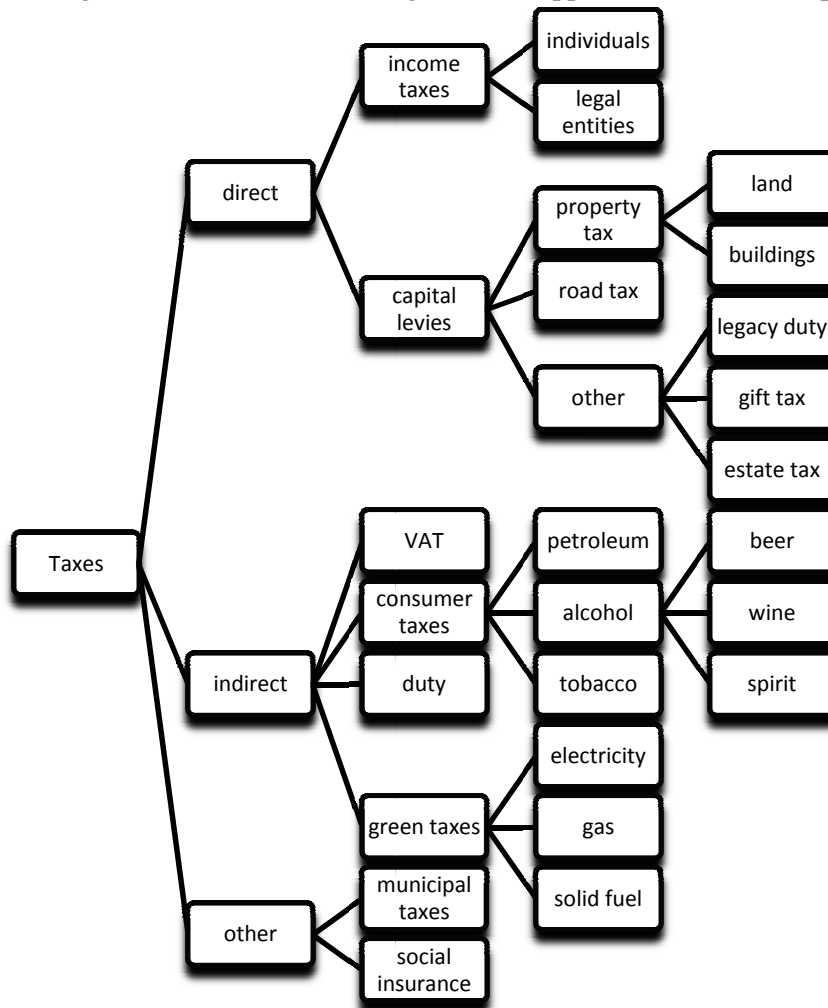 individuals
income
taxes
legal
entities
direct
land
property
tax
buildings
capital
levies
road tax
legacy duty
other
gift tax
estate tax
Taxes
VAT
petroleum
beer
consumer
taxes
alcohol
wine
indirect
duty
tobacco
spirit
electricity
green taxes
gas
municipal
taxes
solid fuel
other
social
insurance